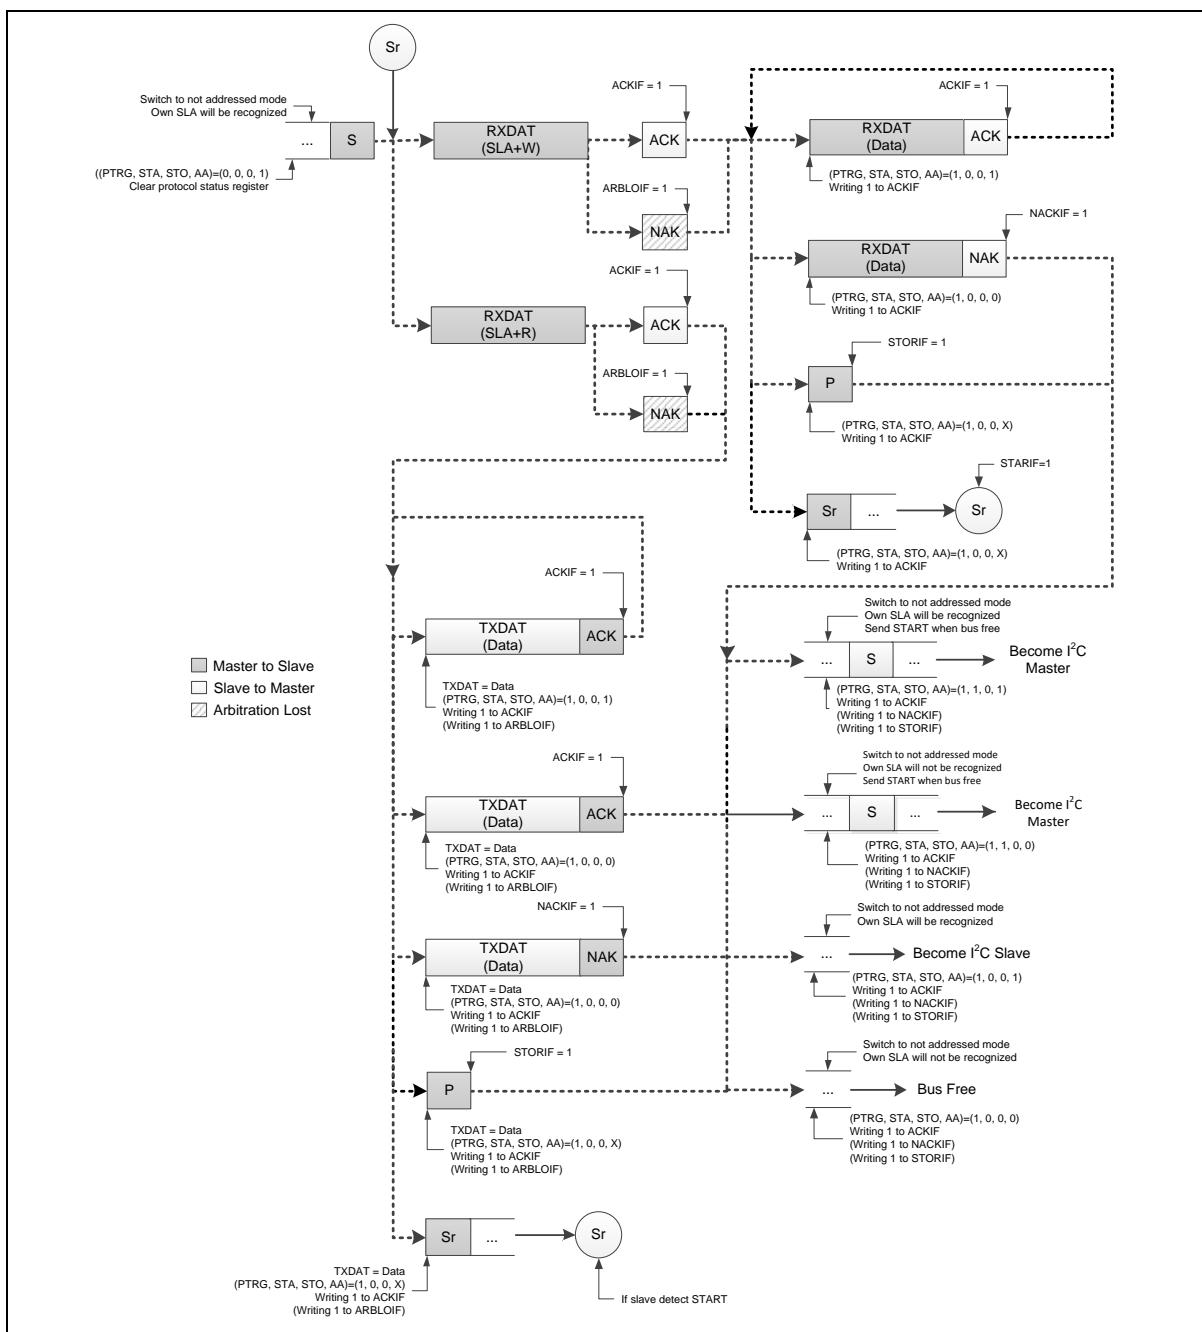 Sr
Switch to not addressed mode
Own SLA will be recognized
...
S
((PTRG, STA, STO, AA)=(0, 0, 0, 1)
Clear protocol status register
RXDAT
(SLA+W)
ACKIF = 1
ACK
ARBLOIF = 1
NAK
ACKIF = 1
RXDAT
(Data)
ACK
(PTRG, STA, STO, AA)=(1, 0, 0, 1)
Writing 1 to ACKIF
NACKIF = 1
RXDAT
(Data)
NAK
(PTRG, STA, STO, AA)=(1, 0, 0, 0)
Writing 1 to ACKIF
ACKIF = 1
RXDAT
(SLA+R)
ACK
ARBLOIF = 1
NAK
STORIF = 1
P
(PTRG, STA, STO, AA)=(1, 0, 0, X)
Writing 1 to ACKIF
STARIF=1
Sr
...
Sr
(PTRG, STA, STO, AA)=(1, 0, 0, X)
Writing 1 to ACKIF
ACKIF = 1
TXDAT
(Data)
ACK
TXDAT = Data
(PTRG, STA, STO, AA)=(1, 0, 0, 1)
Writing 1 to ACKIF
(Writing 1 to ARBLOIF)
Master to Slave
Slave to Master
Arbitration Lost
Switch to not addressed mode
Own SLA will be recognized
Send START when bus free
...
S
...
Become I²C
Master
(PTRG, STA, STO, AA)=(1, 1, 0, 1)
Writing 1 to ACKIF
(Writing 1 to NACKIF)
(Writing 1 to STORIF)
ACKIF = 1
TXDAT
(Data)
ACK
TXDAT = Data
(PTRG, STA, STO, AA)=(1, 0, 0, 0)
Writing 1 to ACKIF
(Writing 1 to ARBLOIF)
Switch to not addressed mode
Own SLA will not be recognized
Send START when bus free
...
S
...
Become I²C
Master
(PTRG, STA, STO, AA)=(1, 1, 0, 0)
Writing 1 to ACKIF
(Writing 1 to NACKIF)
(Writing 1 to STORIF)
NACKIF = 1
TXDAT
(Data)
NAK
TXDAT = Data
(PTRG, STA, STO, AA)=(1, 0, 0, 0)
Writing 1 to ACKIF
(Writing 1 to ARBLOIF)
Switch to not addressed mode
Own SLA will be recognized
...
Become I²C Slave
(PTRG, STA, STO, AA)=(1, 0, 0, 1)
Writing 1 to ACKIF
(Writing 1 to NACKIF)
(Writing 1 to STORIF)
STORIF = 1
P
TXDAT = Data
(PTRG, STA, STO, AA)=(1, 0, 0, X)
Writing 1 to ACKIF
(Writing 1 to ARBLOIF)
Switch to not addressed mode
Own SLA will not be recognized
...
Bus Free
(PTRG, STA, STO, AA)=(1, 0, 0, 0)
Writing 1 to ACKIF
(Writing 1 to NACKIF)
(Writing 1 to STORIF)
Sr
...
Sr
TXDAT = Data
(PTRG, STA, STO, AA)=(1, 0, 0, X)
Writing 1 to ACKIF
(Writing 1 to ARBLOIF)
If slave detect START